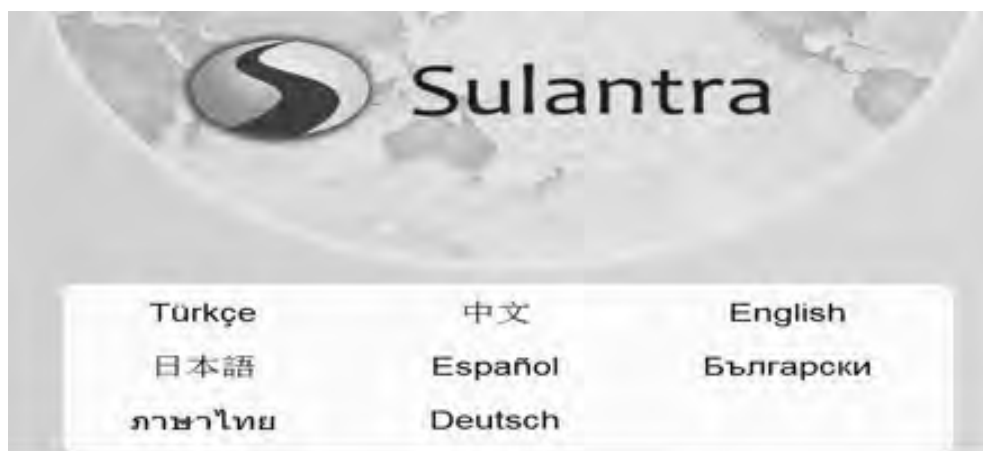 Sulantra
Türkçe 中文 English
日本語 Español Български
ภาษาไทย Deutsch